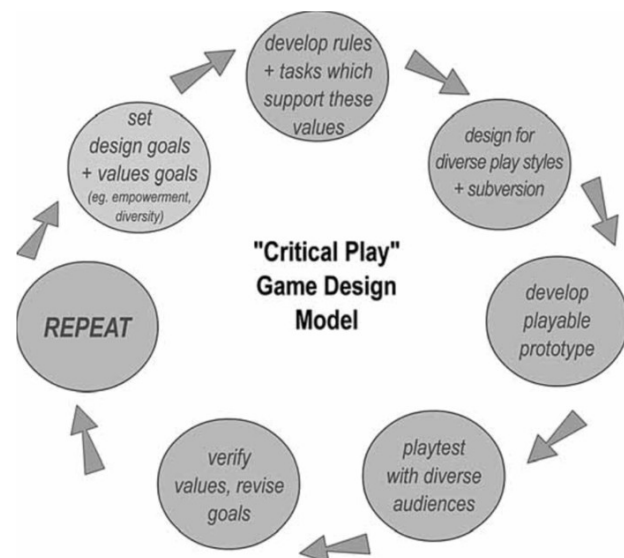 develop rules
+ tasks which
support these
values
set
design goals
+ values goals
(eg. empowerment,
diversity)
design for
diverse play styles
+ subversion
"Critical Play"
Game Design
Model
develop
playable
prototype
REPEAT
playtest
with diverse
audiences
verify
values, revise
goals